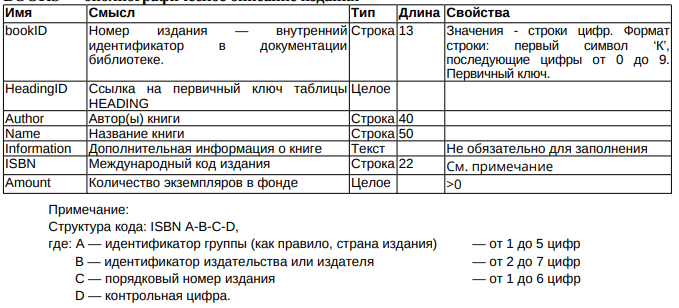 Имя Смысл Тип Длина Свойства
bookID Номер издания — внутренний идентификатор в документации библиотеке. Строка 13 Значения - строки цифр. Формат строки: первый символ ‘К’, последующие цифры от 0 до 9. Первичный ключ.
HeadingID Ссылка на первичный ключ таблицы HEADING Целое
Author Автор(ы) книги Строка 40
Name Название книги Строка 50
Information Дополнительная информация о книге Текст Не обязательно для заполнения
ISBN Международный код издания Строка 22 См. примечание
Amount Количество экземпляров в фонде Целое >0
Примечание:
Структура кода: ISBN A-B-C-D,
где: А — идентификатор группы (как правило, страна издания) — от 1 до 5 цифр
В — идентификатор издательства или издателя — от 2 до 7 цифр
С — порядковый номер издания — от 1 до 6 цифр
D — контрольная цифра.